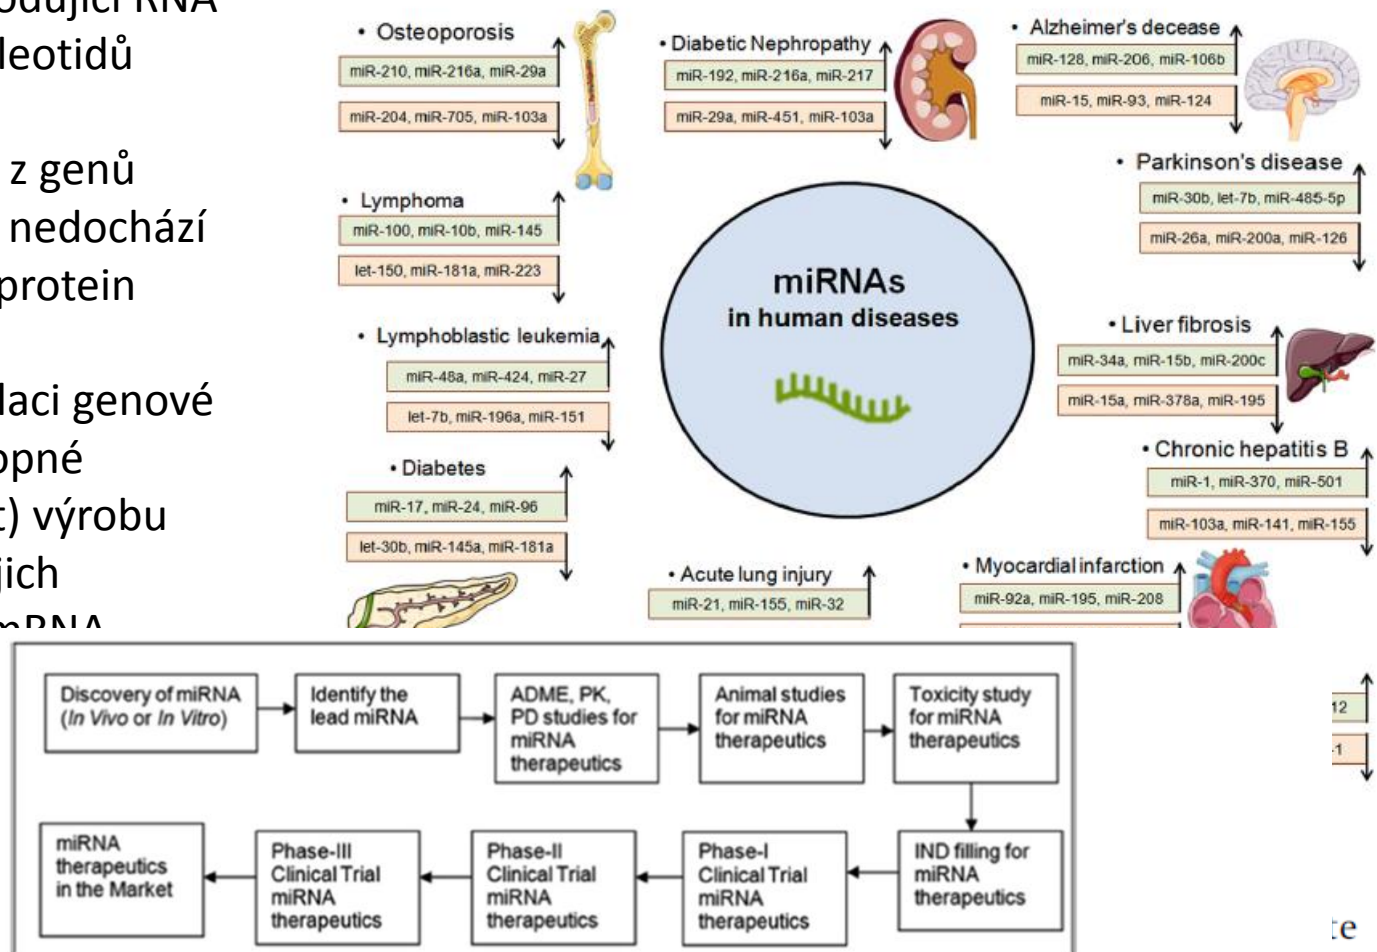 dující RNA
leotidů
z genů
nedochází
protein
laci genové
opné
t) výrobu
jich
mRNA
• Osteoporosis
miR-210, miR-216a, miR-29a
miR-204, miR-705, miR-103a
• Lymphoma
miR-100, miR-10b, miR-145
let-150, miR-181a, miR-223
• Lymphoblastic leukemia
miR-48a, miR-424, miR-27
let-7b, miR-196a, miR-151
• Diabetes
miR-17, miR-24, miR-96
let-30b, miR-145a, miR-181a
• Diabetic Nephropathy
miR-192, miR-216a, miR-217
miR-29a, miR-451, miR-103a
miRNAs
in human diseases
• Acute lung injury
miR-21, miR-155, miR-32
• Alzheimer's decease
miR-128, miR-206, miR-106b
miR-15, miR-93, miR-124
• Parkinson's disease
miR-30b, let-7b, miR-485-5p
miR-26a, miR-200a, miR-126
• Liver fibrosis
miR-34a, miR-15b, miR-200c
miR-15a, miR-378a, miR-195
• Chronic hepatitis B
miR-1, miR-370, miR-501
miR-103a, miR-141, miR-155
• Myocardial infarction
miR-92a, miR-195, miR-208
12
-1
Discovery of miRNA
(In Vivo or In Vitro)
Identify the
lead miRNA
ADME, PK,
PD studies for
miRNA
therapeutics
Animal studies
for miRNA
therapeutics
Toxicity study
for miRNA
therapeutics
IND filling for
miRNA
therapeutics
Phase-I
Clinical Trial
miRNA
therapeutics
Phase-II
Clinical Trial
miRNA
therapeutics
Phase-III
Clinical Trial
miRNA
therapeutics
miRNA
therapeutics
in the Market
te